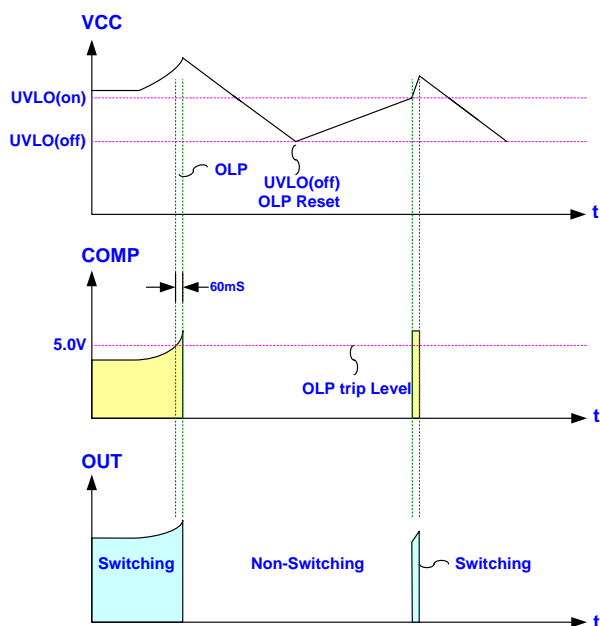 VCC
UVLO(on)
UVLO(off)
OLP
UVLO(off)
OLP Reset
t
COMP
60mS
5.0V
OLP trip Level
t
OUT
Switching
Non-Switching
Switching
t